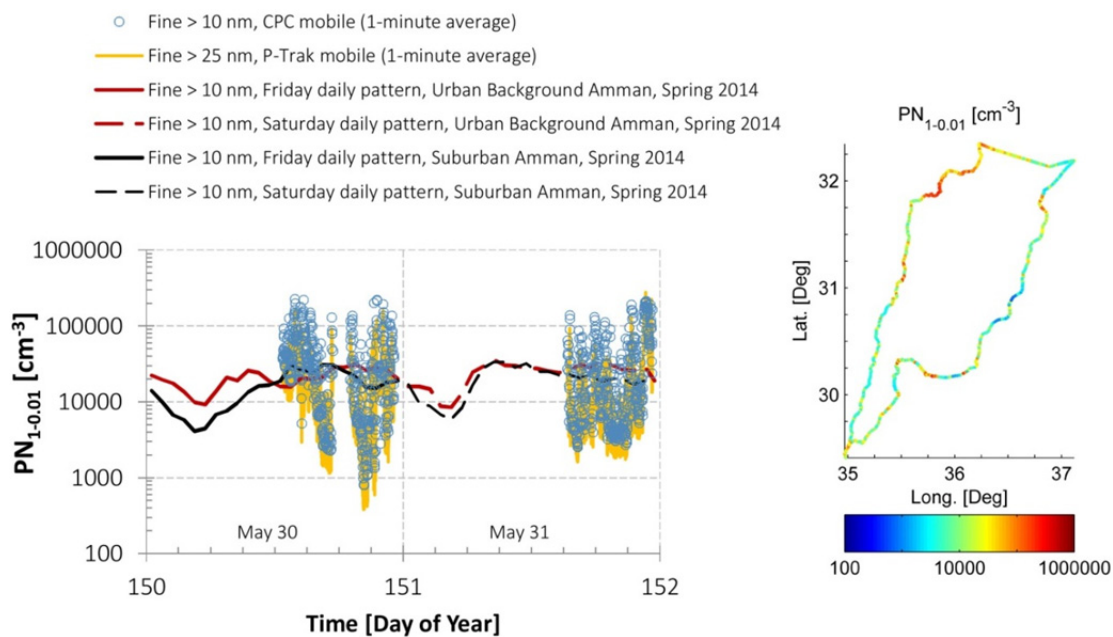 Fine > 10 nm, CPC mobile (1-minute average)
Fine > 25 nm, P-Trak mobile (1-minute average)
Fine > 10 nm, Friday daily pattern, Urban Background Amman, Spring 2014
Fine > 10 nm, Saturday daily pattern, Urban Background Amman, Spring 2014
Fine > 10 nm, Friday daily pattern, Suburban Amman, Spring 2014
Fine > 10 nm, Saturday daily pattern, Suburban Amman, Spring 2014
1000000
100000
10000
1000
100
PN1-0.01 [cm-3]
May 30
May 31
150
151
152
Time [Day of Year]
PN1-0.01 [cm-3]
32
31
30
Lat. [Deg]
35
36
37
Long. [Deg]
100
10000
1000000